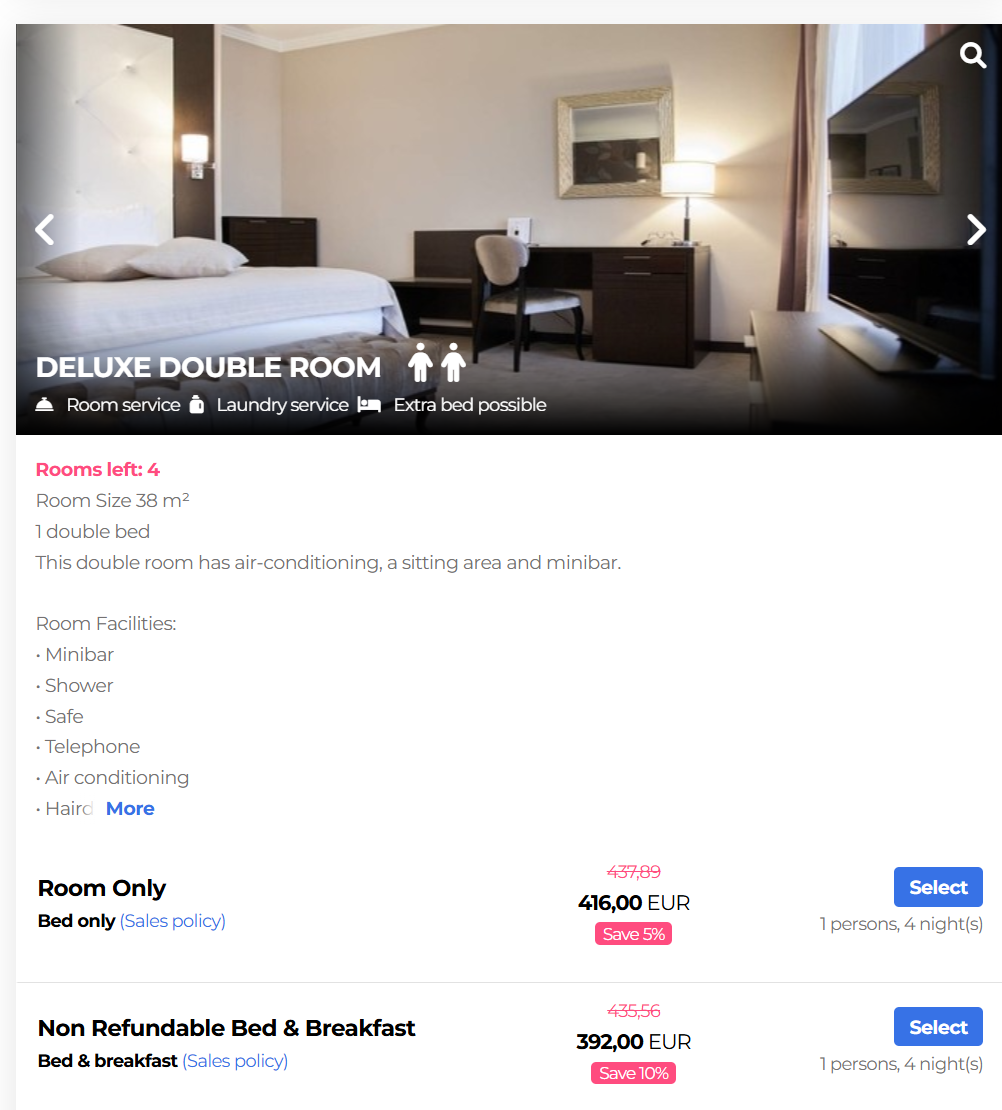 DELUXE DOUBLE ROOM
Room service Laundry service Extra bed possible
Rooms left: 4
Room Size 38 m²
1 double bed
This double room has air-conditioning, a sitting area and minibar.
Room Facilities:
• Minibar
• Shower
• Safe
• Telephone
• Air conditioning
• Haird More
437,89
Room Only 416,00 EUR Select
Bed only (Sales policy) Save 5% 1 persons, 4 night(s)
435,56
Non Refundable Bed & Breakfast 392,00 EUR Select
Bed & breakfast (Sales policy) Save 10% 1 persons, 4 night(s)